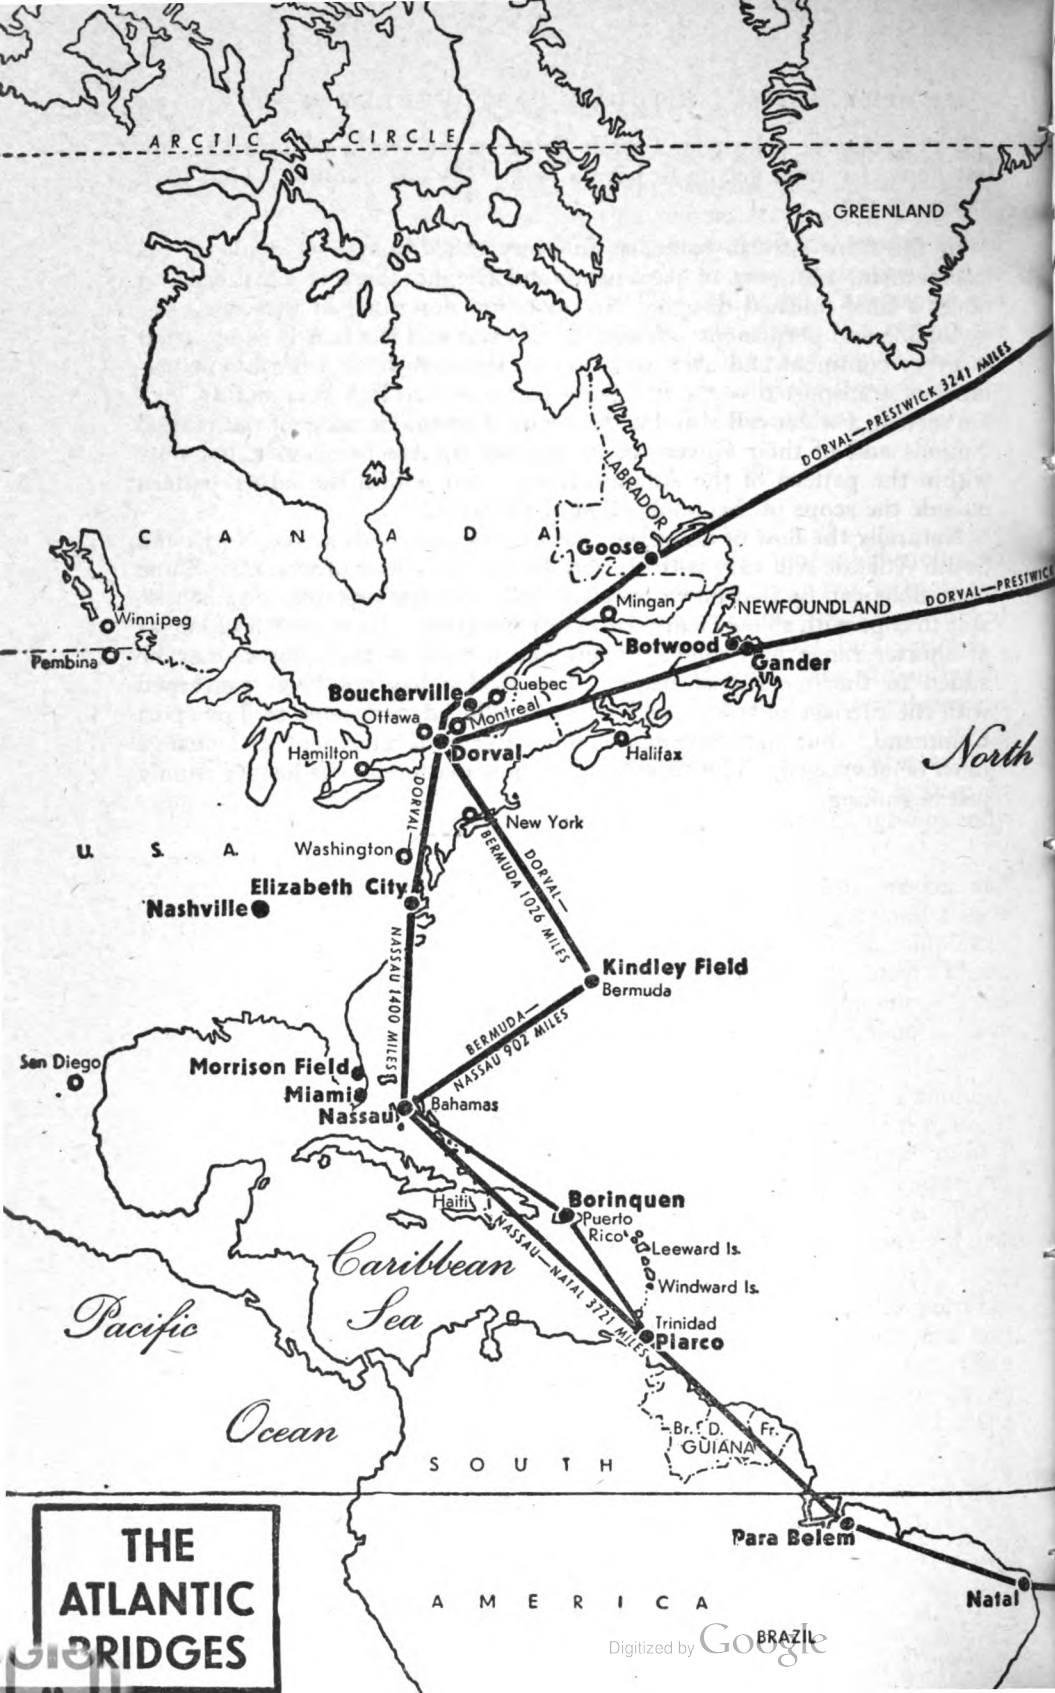 ARCTIC CIRCLE
GREENLAND
DORVAL—PRESTWICK 3241 MILES
LABRADOR
CANADA
Goose
Mingan
NEWFOUNDLAND
DORVAL—PRESTWICK
Winnipeg
Pembina
Botwood
Gander
Boucherville
Quebec
Ottawa
Montreal
Hamilton
Dorval
Halifax
North
DORVAL—
NASSAU 1400 MILES
New York
U. S. A.
Washington
DORVAL—
BERMUDA 1026 MILES
Elizabeth City
Nashville
Kindley Field
Bermuda
BERMUDA—
NASSAU 902 MILES
San Diego
Morrison Field
Miami
Nassau
Bahamas
Haiti
Borinquen
Puerto
Rico
Leeward Is.
Windward Is.
NASSAU—NATAL 3721 MILES
Caribbean
Sea
Pacific
Ocean
Trinidad
Piarco
Br. D. Fr.
GUIANA
SOUTH
Para Belem
Natal
AMERICA
BRAZIL
THE
ATLANTIC
BRIDGES
Digitized by Google